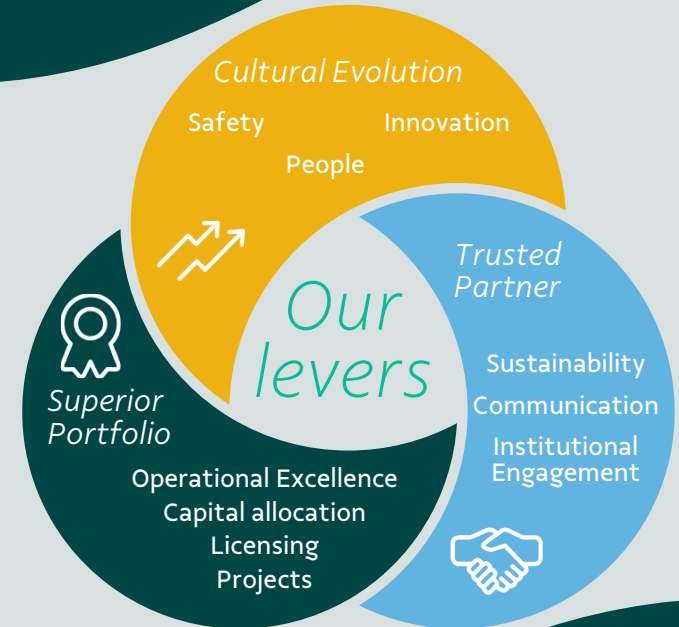 Cultural Evolution
Safety
Innovation
People
Our
levers
Trusted
Partner
Sustainability
Communication
Institutional
Engagement
Superior
Portfolio
Operational Excellence
Capital allocation
Licensing
Projects